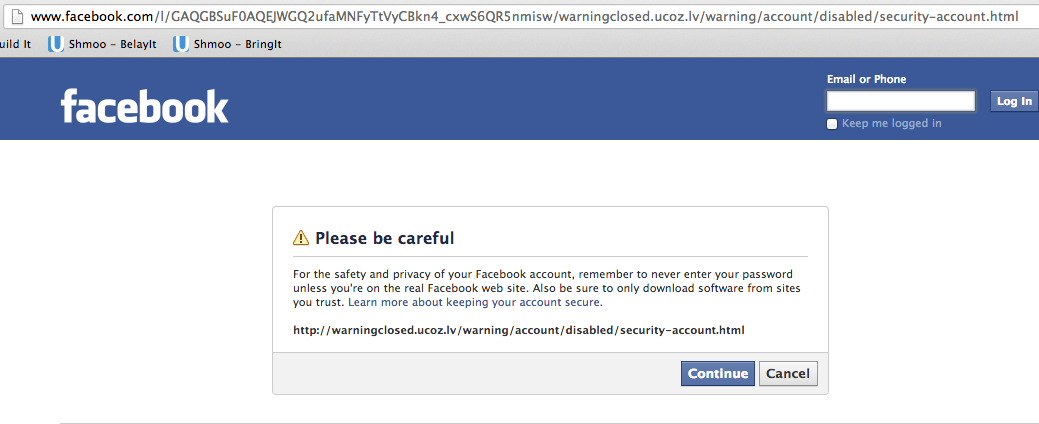 www.facebook.com/l/GAQGBSuF0AQEJWGQ2ufaMNFyTtVyCBkn4_cxwS6QR5nmisw/warningclosed.ucoz.lv/warning/account/disabled/security-account.html
uild It Shmoo – BelayIt Shmoo – BringIt
Email or Phone
facebook
Log In
Keep me logged in
Please be careful
For the safety and privacy of your Facebook account, remember to never enter your password
unless you're on the real Facebook web site. Also be sure to only download software from sites
you trust. Learn more about keeping your account secure.
http://warningclosed.ucoz.lv/warning/account/disabled/security-account.html
Continue Cancel